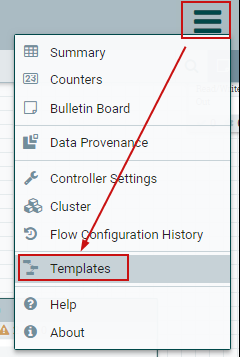 Summary
Counters
Bulletin Board
Data Provenance
Controller Settings
Cluster
Flow Configuration History
Templates
Help
About